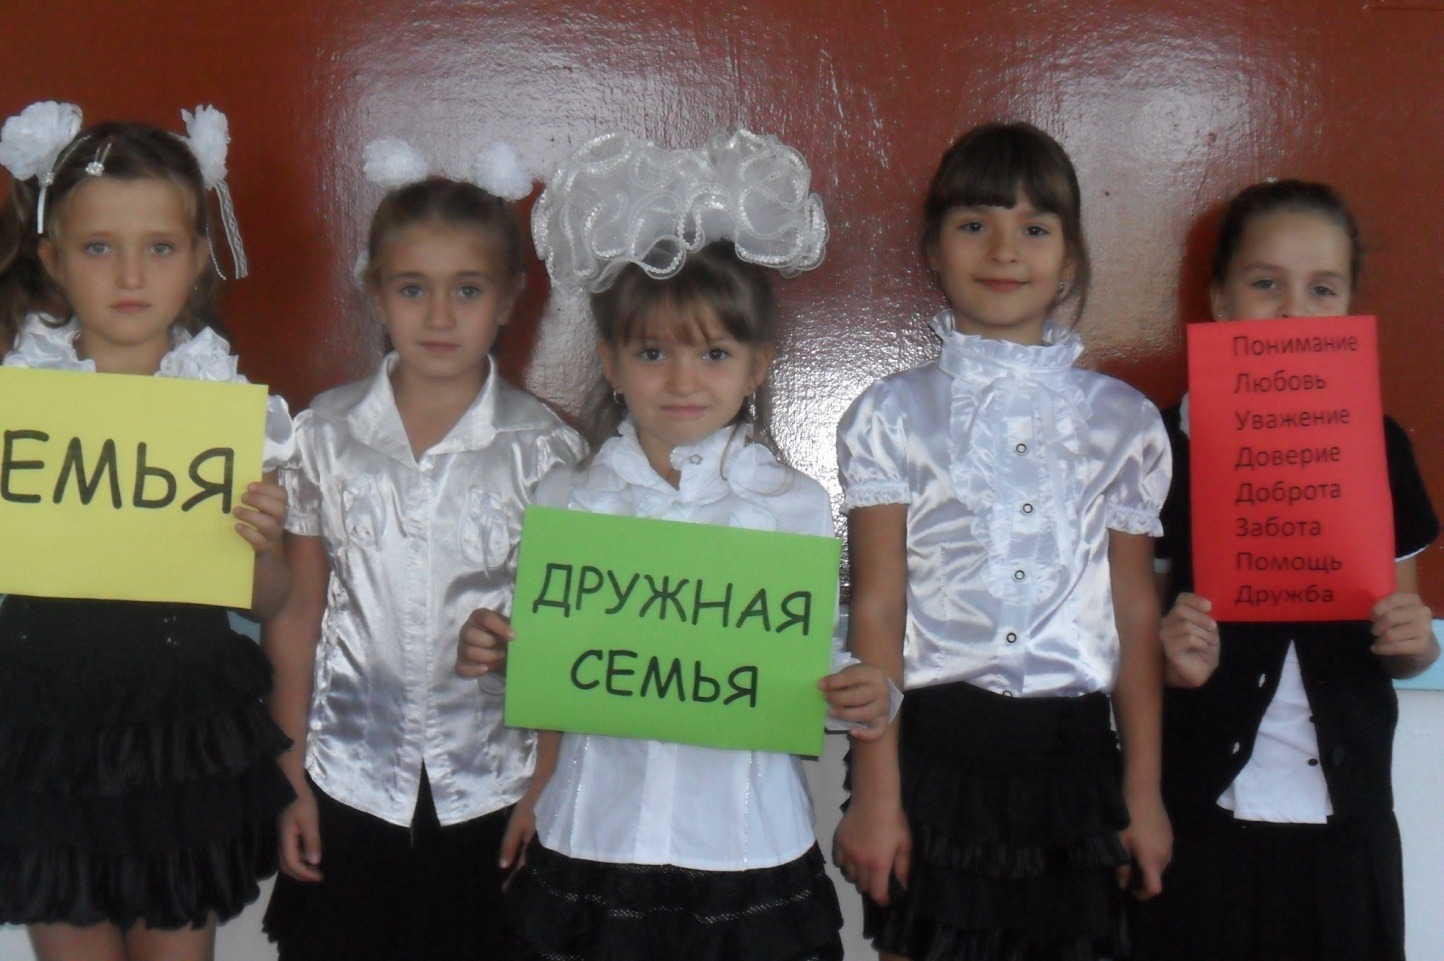 ЕМЬЯ
ДРУЖНАЯ
СЕМЬЯ
Понимание
Любовь
Уважение
Доверие
Доброта
Забота
Помощь
Дружба